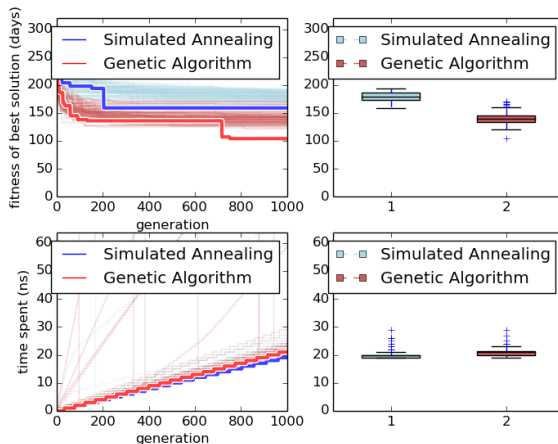 fitness of best solution (days)
300
250
200
150
100
50
0
Simulated Annealing
Genetic Algorithm
0 200 400 600 800 1000
generation
300
250
200
150
100
50
0
Simulated Annealing
Genetic Algorithm
1 2
time spent (ns)
60
50
40
30
20
10
0
Simulated Annealing
Genetic Algorithm
0 200 400 600 800 1000
generation
60
50
40
30
20
10
0
Simulated Annealing
Genetic Algorithm
1 2